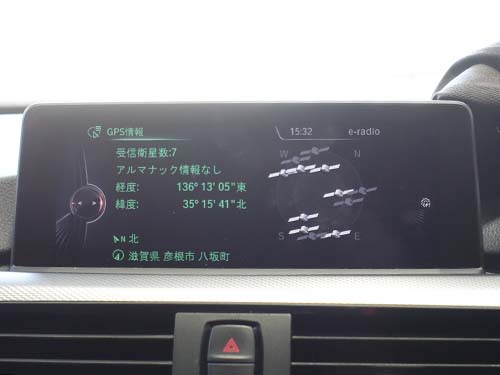 GPS情報
15:32 e-radio
受信衛星数:7
アルマナック情報なし
経度: 136° 13' 05"東
緯度: 35° 15' 41"北
W N
S E
N 北
滋賀県 彦根市 八坂町
OFF